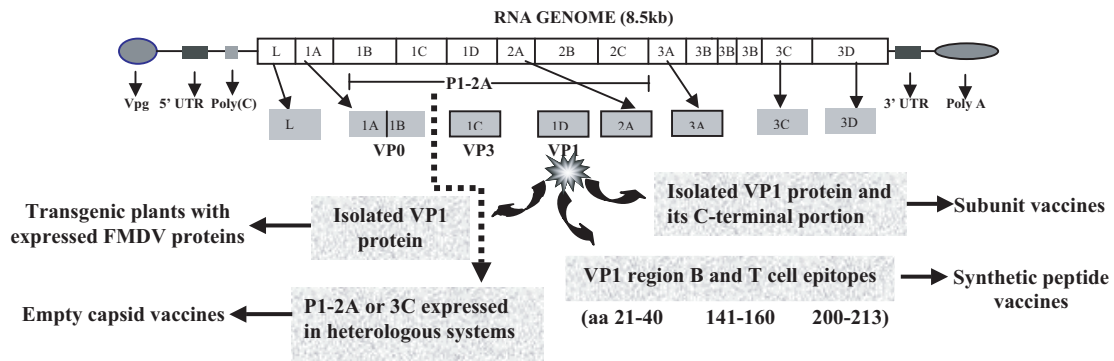 RNA GENOME (8.5kb)
L 1A 1B 1C 1D 2A 2B 2C 3A 3B 3B 3B 3C 3D
P1-2A
Vpg 5’ UTR Poly(C) 3’ UTR Poly A
L 1A 1B 1C 1D 2A 3A 3C 3D
VP0 VP3 VP1
Transgenic plants with
expressed FMDV proteins
Isolated VP1
protein
Isolated VP1 protein and
its C-terminal portion
Subunit vaccines
VP1 region B and T cell epitopes
(aa 21-40 141-160 200-213)
Synthetic peptide
vaccines
Empty capsid vaccines
P1-2A or 3C expressed
in heterologous systems